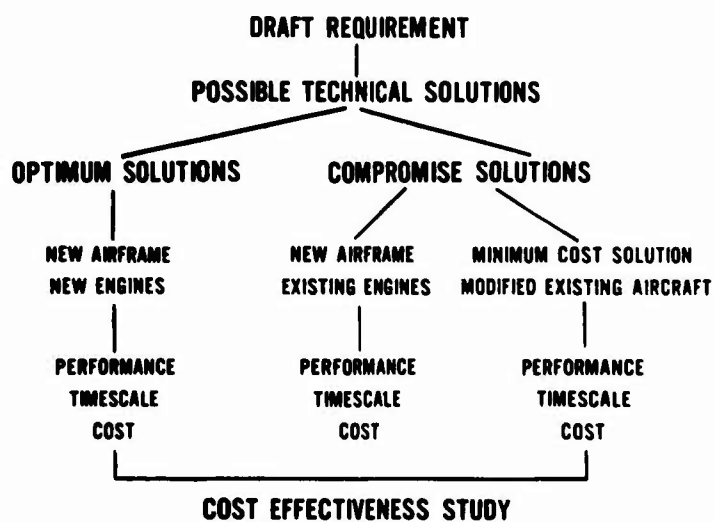 DRAFT REQUIREMENT
POSSIBLE TECHNICAL SOLUTIONS
OPTIMUM SOLUTIONS
COMPROMISE SOLUTIONS
NEW AIRFRAME
NEW ENGINES
NEW AIRFRAME
EXISTING ENGINES
MINIMUM COST SOLUTION
MODIFIED EXISTING AIRCRAFT
PERFORMANCE
TIMESCALE
COST
PERFORMANCE
TIMESCALE
COST
PERFORMANCE
TIMESCALE
COST
COST EFFECTIVENESS STUDY